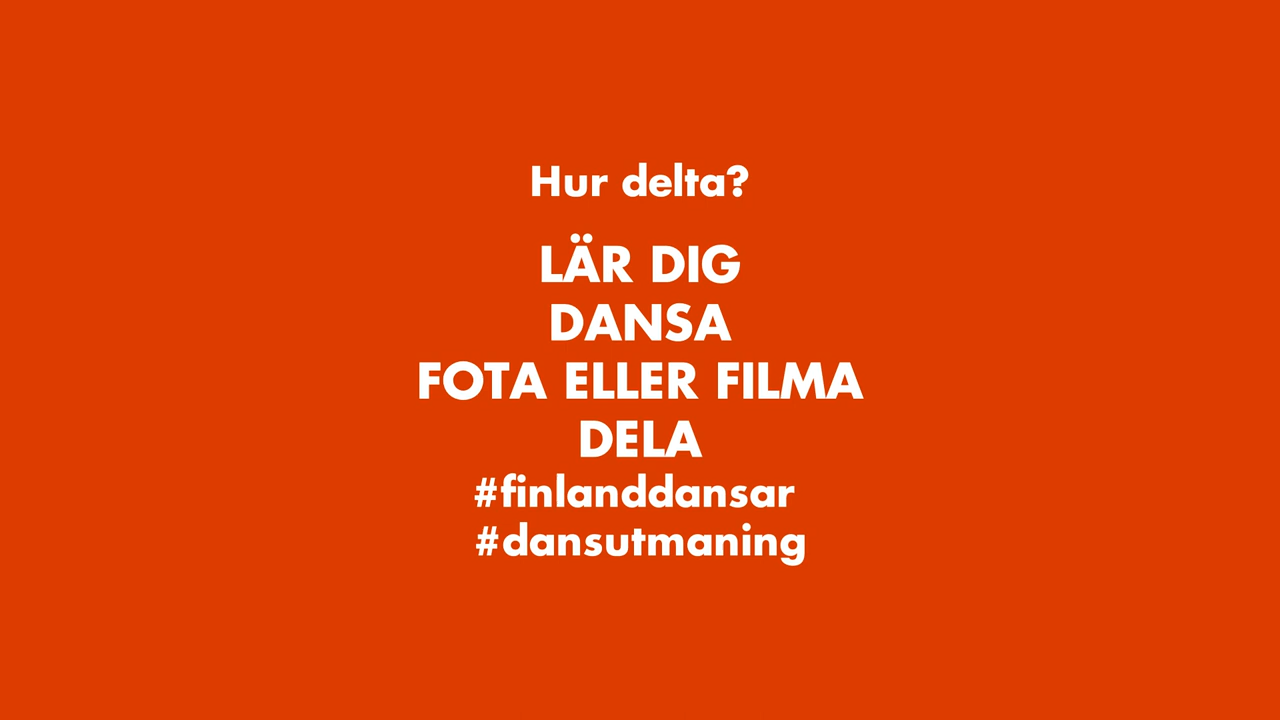 Hur delta?
LÄR DIG
DANSA
FOTA ELLER FILMA
DELA
#finlanddansar
#dansutmaning